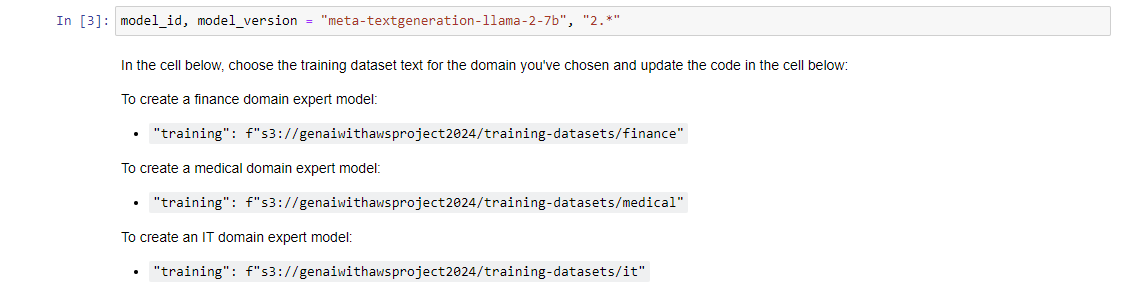 In [3]: model_id, model_version = "meta-textgeneration-llama-2-7b", "2.*"
In the cell below, choose the training dataset text for the domain you've chosen and update the code in the cell below:
To create a finance domain expert model:
• "training": f"s3://genaiwithawsproject2024/training-datasets/finance"
To create a medical domain expert model:
• "training": f"s3://genaiwithawsproject2024/training-datasets/medical"
To create an IT domain expert model:
• "training": f"s3://genaiwithawsproject2024/training-datasets/it"